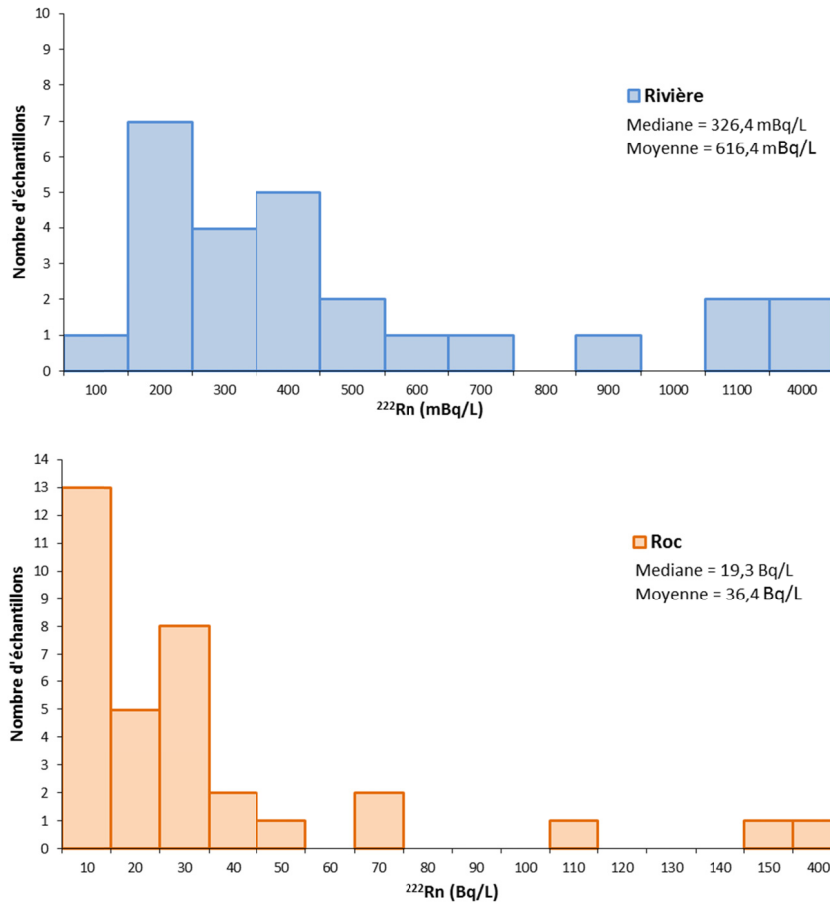 10
9
8
7
6
5
4
3
2
1
0
Nombre d'échantillons
Rivière
Mediane = 326,4 mBq/L
Moyenne = 616,4 mBq/L
100 200 300 400 500 600 700 800 900 1000 1100 4000
²²²Rn (mBq/L)
14
13
12
11
10
9
8
7
6
5
4
3
2
1
0
Nombre d'échantillons
Roc
Mediane = 19,3 Bq/L
Moyenne = 36,4 Bq/L
10 20 30 40 50 60 70 80 90 100 110 120 130 140 150 400
²²²Rn (Bq/L)